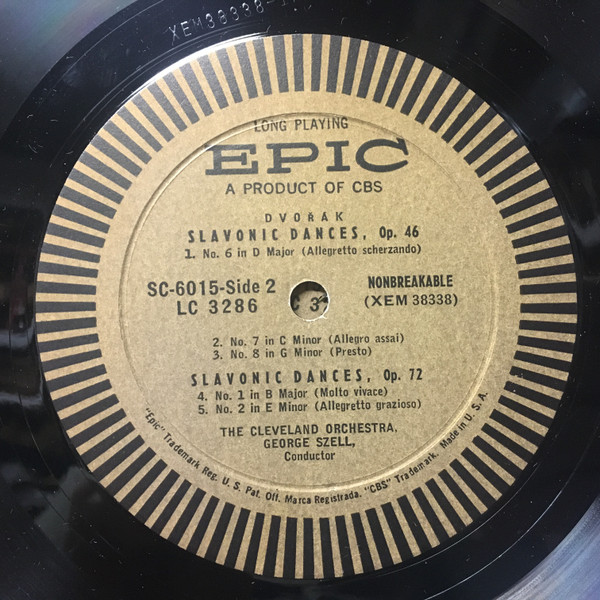 XEM38338-1
LONG PLAYING
EPIC
A PRODUCT OF CBS
DVOŘÁK
SLAVONIC DANCES, Op. 46
1. No. 6 in D Major (Allegretto scherzando)
SC-6015-Side 2
LC 3286
NONBREAKABLE
(XEM 38338)
2. No. 7 in C Minor (Allegro assai)
3. No. 8 in G Minor (Presto)
SLAVONIC DANCES, Op. 72
4. No. 1 in B Major (Molto vivace)
5. No. 2 in E Minor (Allegretto grazioso)
THE CLEVELAND ORCHESTRA,
GEORGE SZELL,
Conductor
"Epic" Trademark Reg. U. S. Pat. Off. Marca Registrada. "CBS" Trademark. Made in U. S. A.